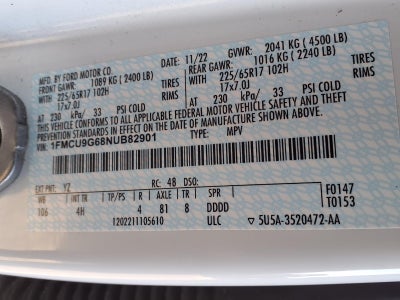 MFD. BY FORD MOTOR CO. 11/22 GVWR: 2041 KG (4500 LB)
FRONT GAWR: 1089 KG (2400 LB) REAR GAWR: 1016 KG (2240 LB)
WITH 225/65R17 102H WITH 225/65R17 102H
17x7.0J 17x7.0J
AT 230 kPa/ 33 PSI COLD AT 230 kPa/ 33 PSI COLD
THIS VEHICLE CONFORMS TO ALL APPLICABLE FEDERAL MOTOR VEHICLE SAFETY AND THEFT
PREVENTION STANDARDS IN EFFECT ON THE DATE OF MANUFACTURE SHOWN ABOVE.
VIN: 1FMCU9G68NUB82901 TYPE: MPV
EXT PNT: YZ RC: 48 DSO: F0147
WB INT TR TP/PS R AXLE TR SPR T0153
106 4H 4 81 8 DDDD
1202211105610 ULC 5U5A-3520472-AA